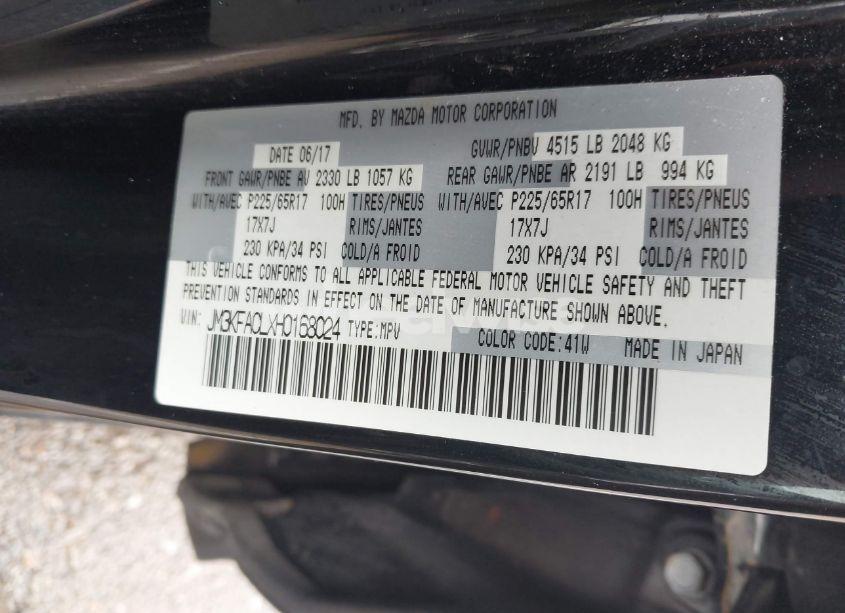 MFD. BY MAZDA MOTOR CORPORATION
DATE 06/17 GVWR/PNBV 4515 LB 2048 KG
FRONT GAWR/PNBE AV 2330 LB 1057 KG REAR GAWR/PNBE AR 2191 LB 994 KG
WITH/AVEC P225/65R17 100H TIRES/PNEUS WITH/AVEC P225/65R17 100H TIRES/PNEUS
17X7J RIMS/JANTES 17X7J RIMS/JANTES
230 KPA/34 PSI COLD/A FROID 230 KPA/34 PSI COLD/A FROID
THIS VEHICLE CONFORMS TO ALL APPLICABLE FEDERAL MOTOR VEHICLE SAFETY AND THEFT
PREVENTION STANDARDS IN EFFECT ON THE DATE OF MANUFACTURE SHOWN ABOVE.
VIN: JM3KFACLXH0168024 TYPE:MPV COLOR CODE:41W MADE IN JAPAN